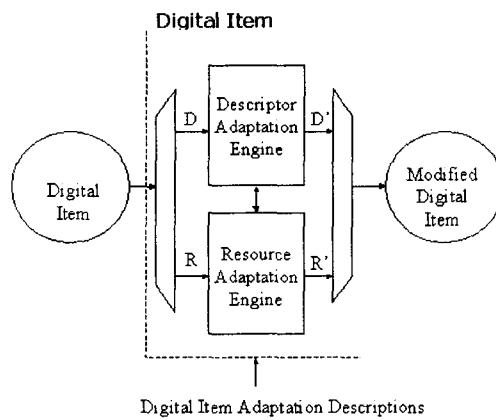 Digital Item
Digital
Item
D
Descriptor
Adaptation
Engine
D'
R
Resource
Adaptation
Engine
R'
Modified
Digital
Item
Digital Item Adaptation Descriptions